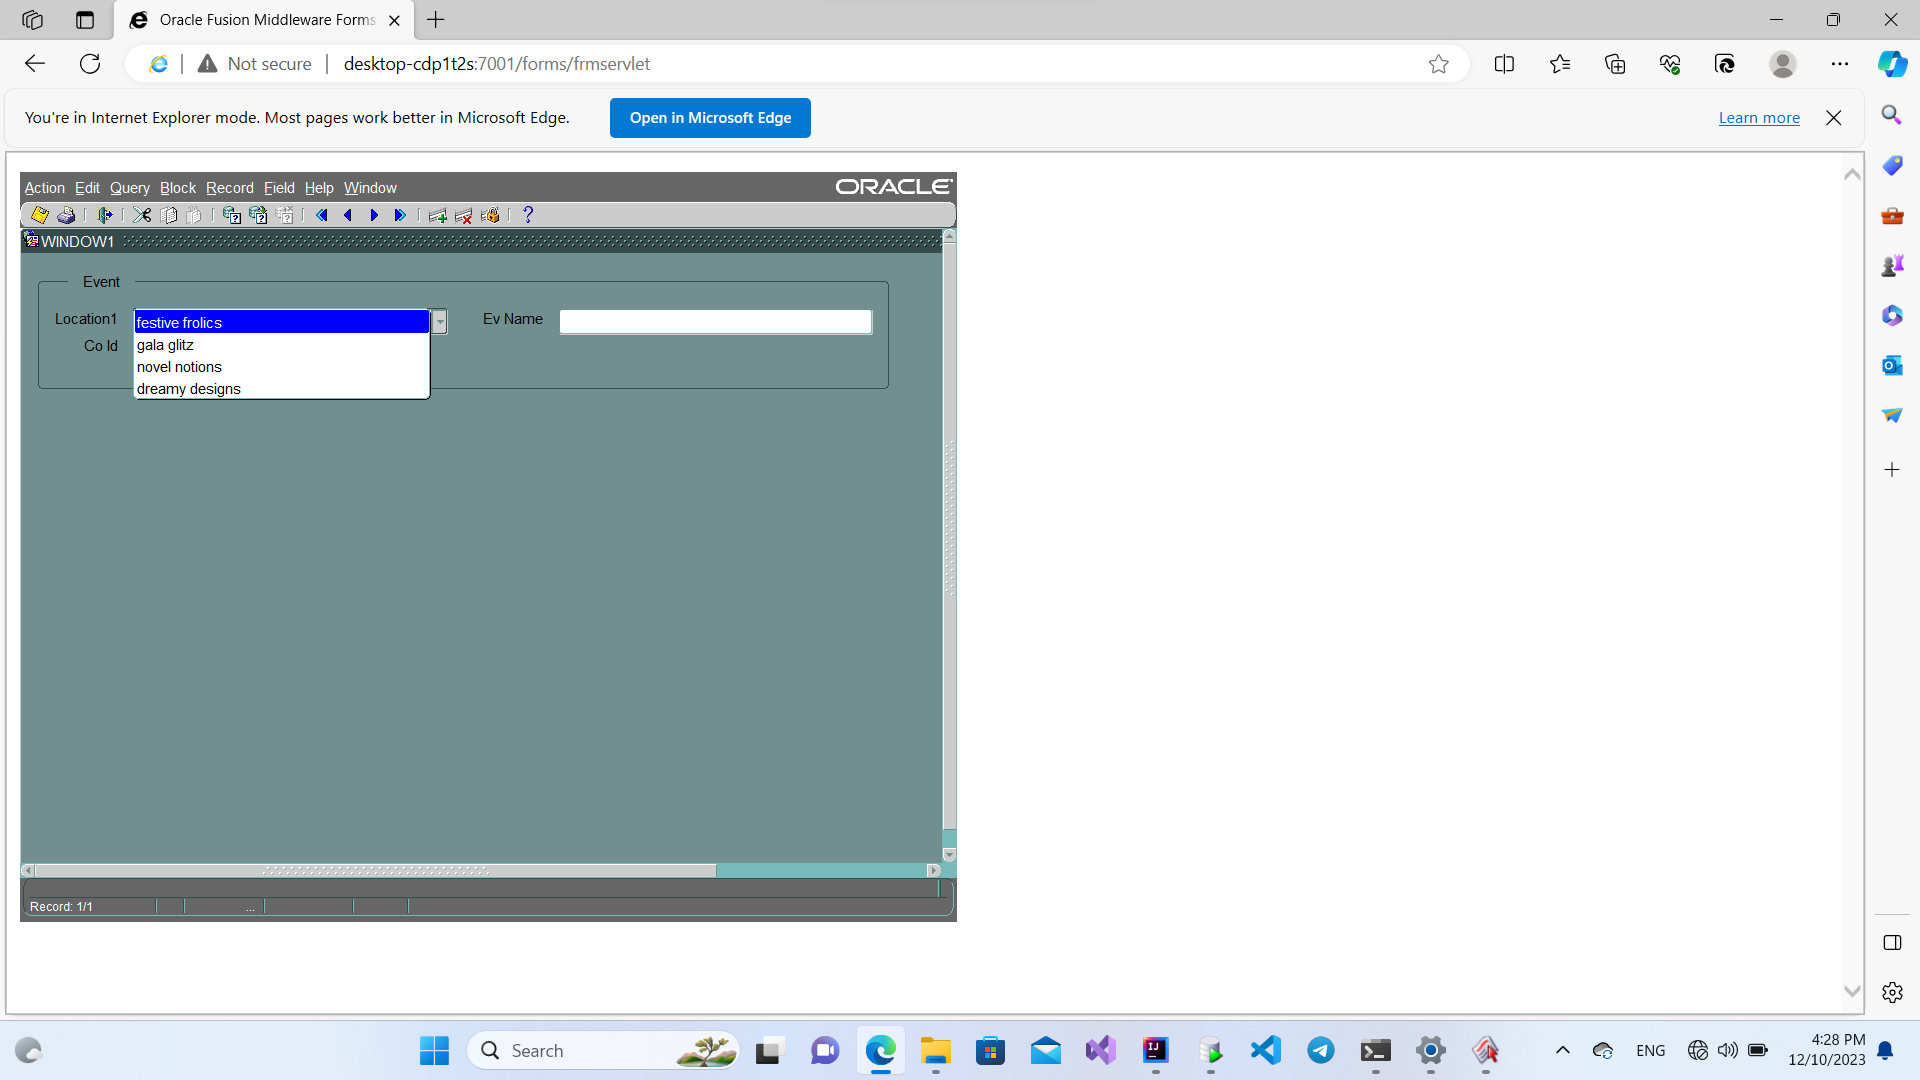 Oracle Fusion Middleware Forms
Not secure
desktop-cdp1t2s:7001/forms/frmservlet
You're in Internet Explorer mode. Most pages work better in Microsoft Edge.
Open in Microsoft Edge
Learn more
Action Edit Query Block Record Field Help Window
ORACLE
WINDOW1
Event
Location1
festive frolics
Ev Name
Co Id
gala glitz
novel notions
dreamy designs
Record: 1/1
...
Search
ENG
4:28 PM
12/10/2023